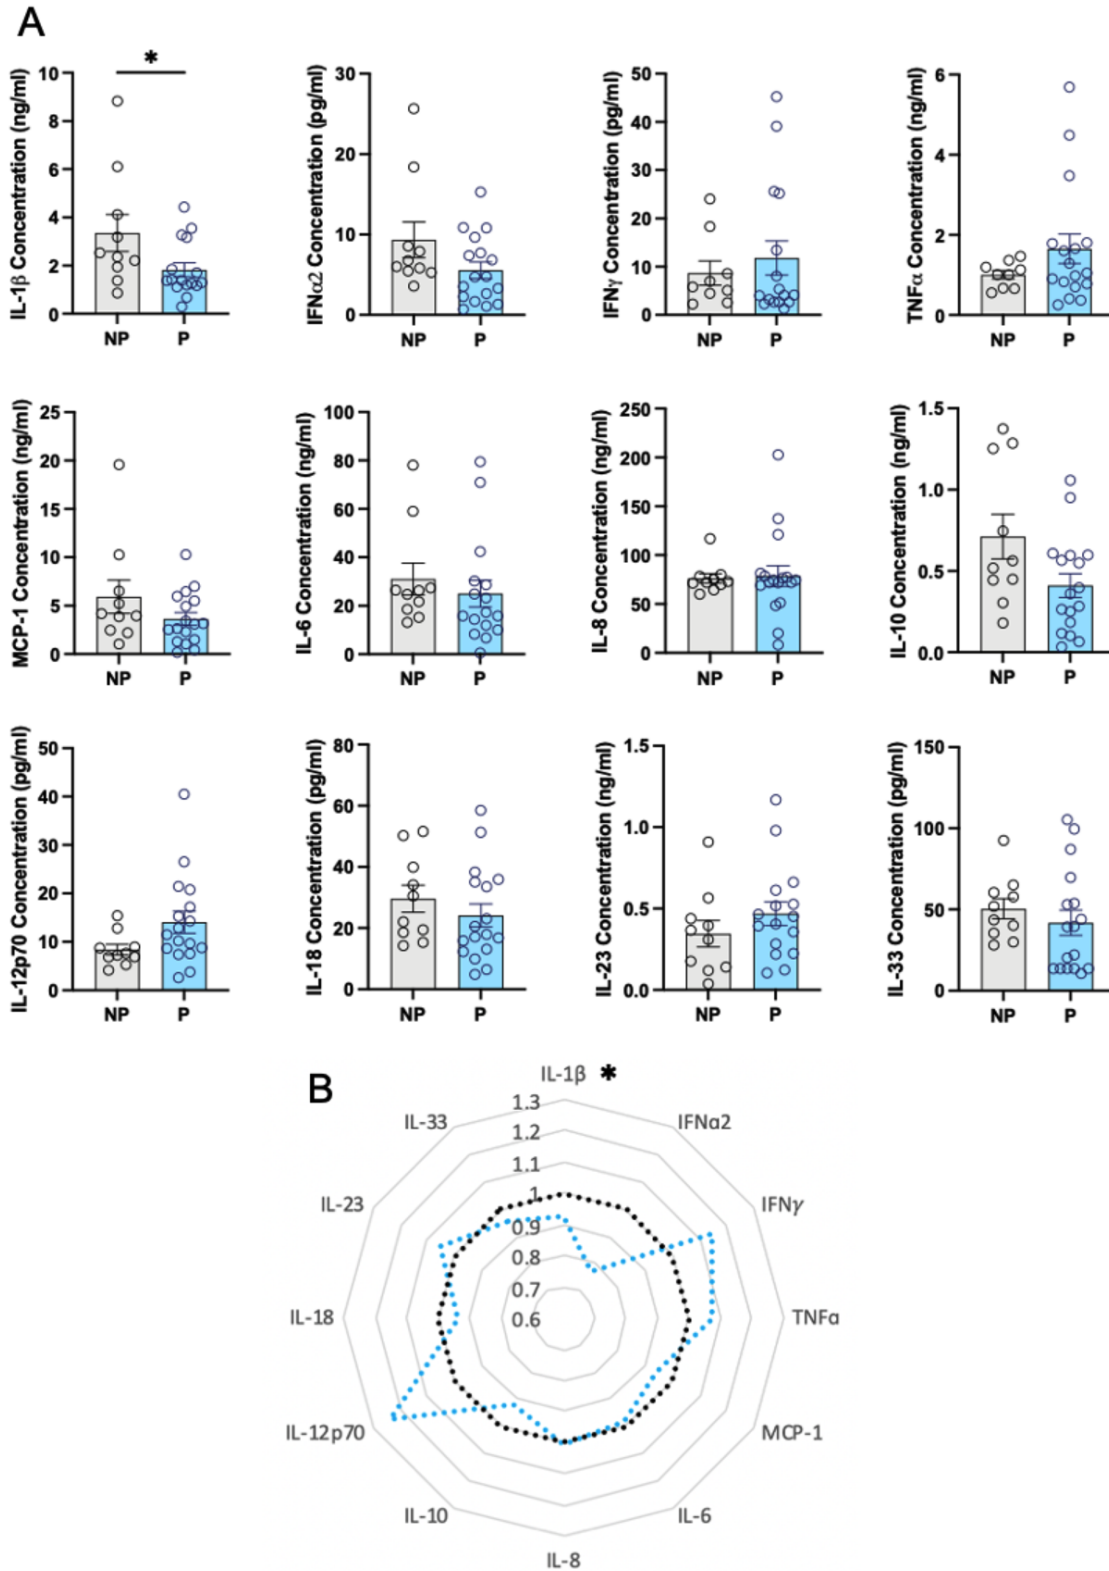 A
*
IL-1β Concentration (ng/ml)
10
8
6
4
2
0
NP
P
IFNα2 Concentration (pg/ml)
30
20
10
0
NP
P
IFNγ Concentration (pg/ml)
50
40
30
20
10
0
NP
P
TNFα Concentration (ng/ml)
6
4
2
0
NP
P
MCP-1 Concentration (ng/ml)
25
20
15
10
5
0
NP
P
IL-6 Concentration (ng/ml)
100
80
60
40
20
0
NP
P
IL-8 Concentration (ng/ml)
250
200
150
100
50
0
NP
P
IL-10 Concentration (ng/ml)
1.5
1.0
0.5
0.0
NP
P
IL-12p70 Concentration (pg/ml)
50
40
30
20
10
0
NP
P
IL-18 Concentration (pg/ml)
80
60
40
20
0
NP
P
IL-23 Concentration (ng/ml)
1.5
1.0
0.5
0.0
NP
P
IL-33 Concentration (pg/ml)
150
100
50
0
NP
P
B
IL-1β *
IFNα2
IFNγ
TNFα
MCP-1
IL-6
IL-8
IL-10
IL-12p70
IL-18
IL-23
IL-33
1.3
1.2
1.1
1
0.9
0.8
0.7
0.6